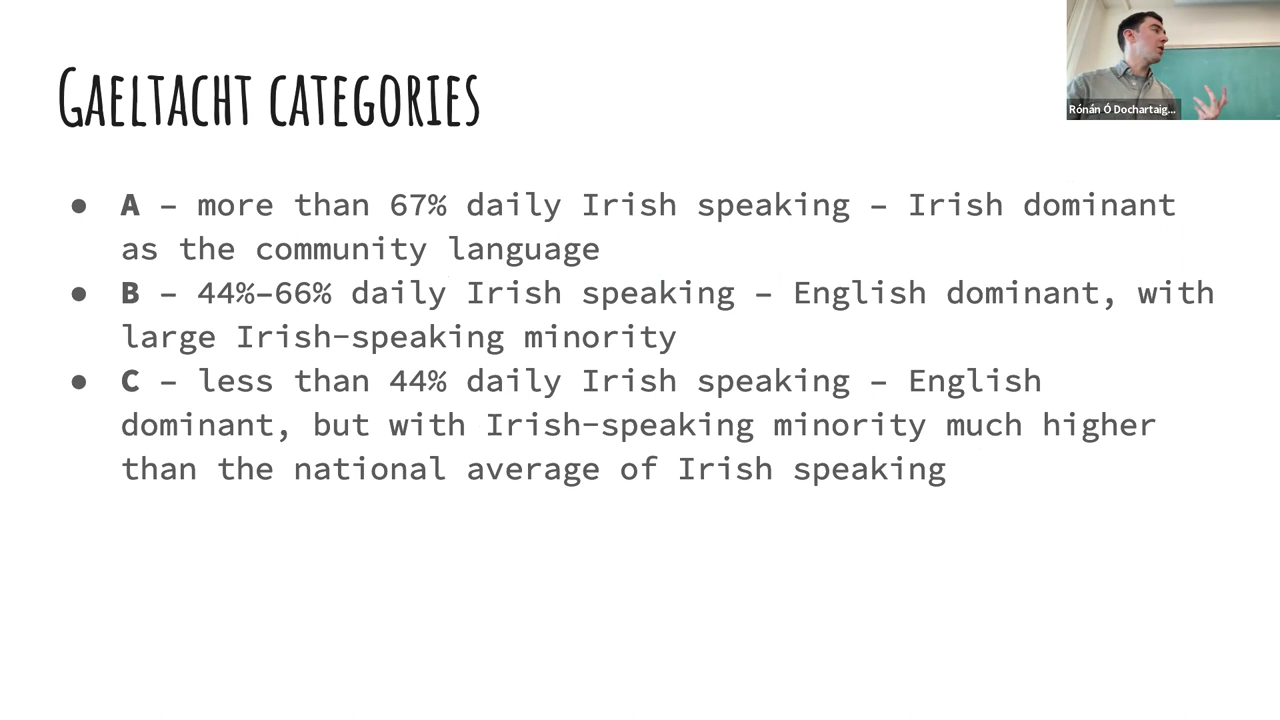 Gaeltacht categories
Rónán Ó Dochartaig...
● A – more than 67% daily Irish speaking – Irish dominant
as the community language
● B – 44%–66% daily Irish speaking – English dominant, with
large Irish-speaking minority
● C – less than 44% daily Irish speaking – English
dominant, but with Irish-speaking minority much higher
than the national average of Irish speaking